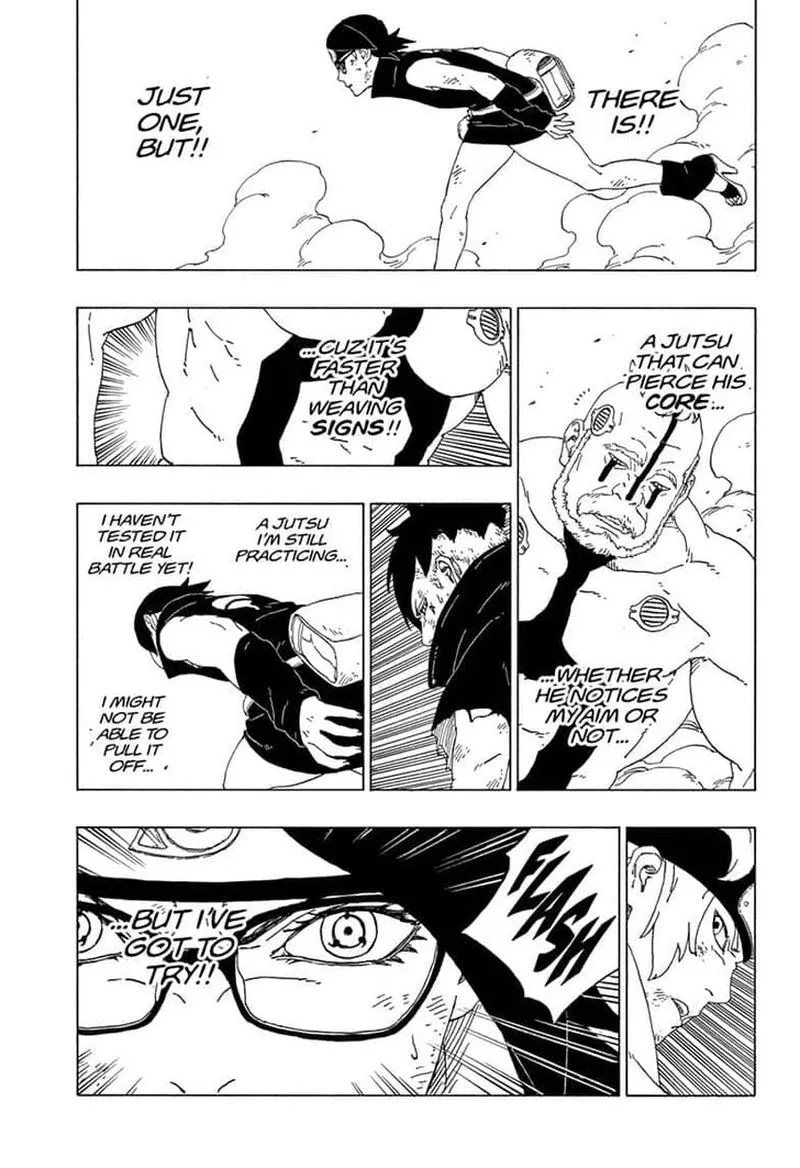 THERE
IS!!
JUST
ONE,
BUT!!
A JUTSU
THAT CAN
PIERCE HIS
CORE...
...WHETHER
HE NOTICES
MY AIM OR
NOT...
...CUZ IT'S
FASTER
THAN
WEAVING
SIGNS!!
A JUTSU
I'M STILL
PRACTICING...
I HAVEN'T
TESTED IT
IN REAL
BATTLE YET!
I MIGHT
NOT BE
ABLE TO
PULL IT
OFF...
FLASH
...BUT I'VE
GOT TO
TRY!!